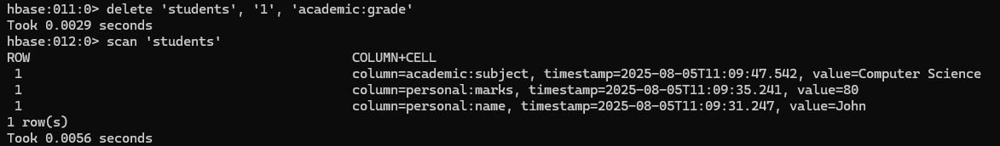 hbase:011:0> delete 'students', '1', 'academic:grade'
Took 0.0029 seconds
hbase:012:0> scan 'students'
ROW                                         COLUMN+CELL
 1                                          column=academic:subject, timestamp=2025-08-05T11:09:47.542, value=Computer Science
 1                                          column=personal:marks, timestamp=2025-08-05T11:09:35.241, value=80
 1                                          column=personal:name, timestamp=2025-08-05T11:09:31.247, value=John
1 row(s)
Took 0.0056 seconds